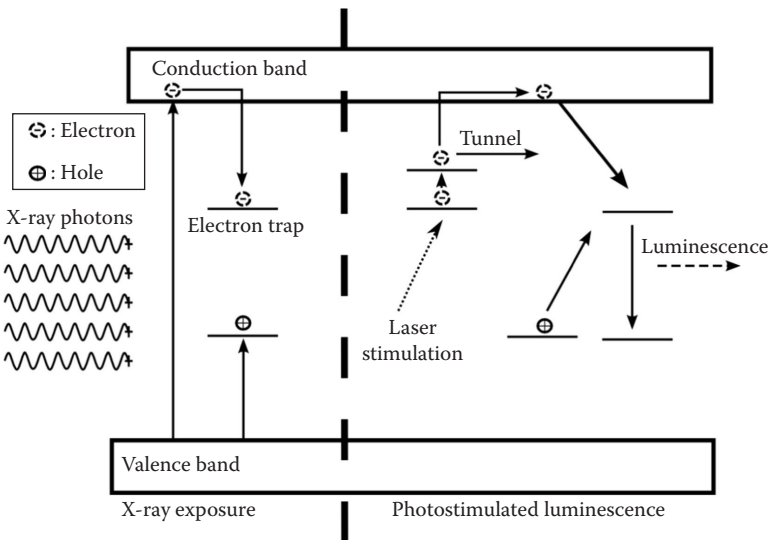 Conduction band
: Electron
: Hole
X-ray photons
Electron trap
Tunnel
Luminescence
Laser
stimulation
Valence band
X-ray exposure
Photostimulated luminescence